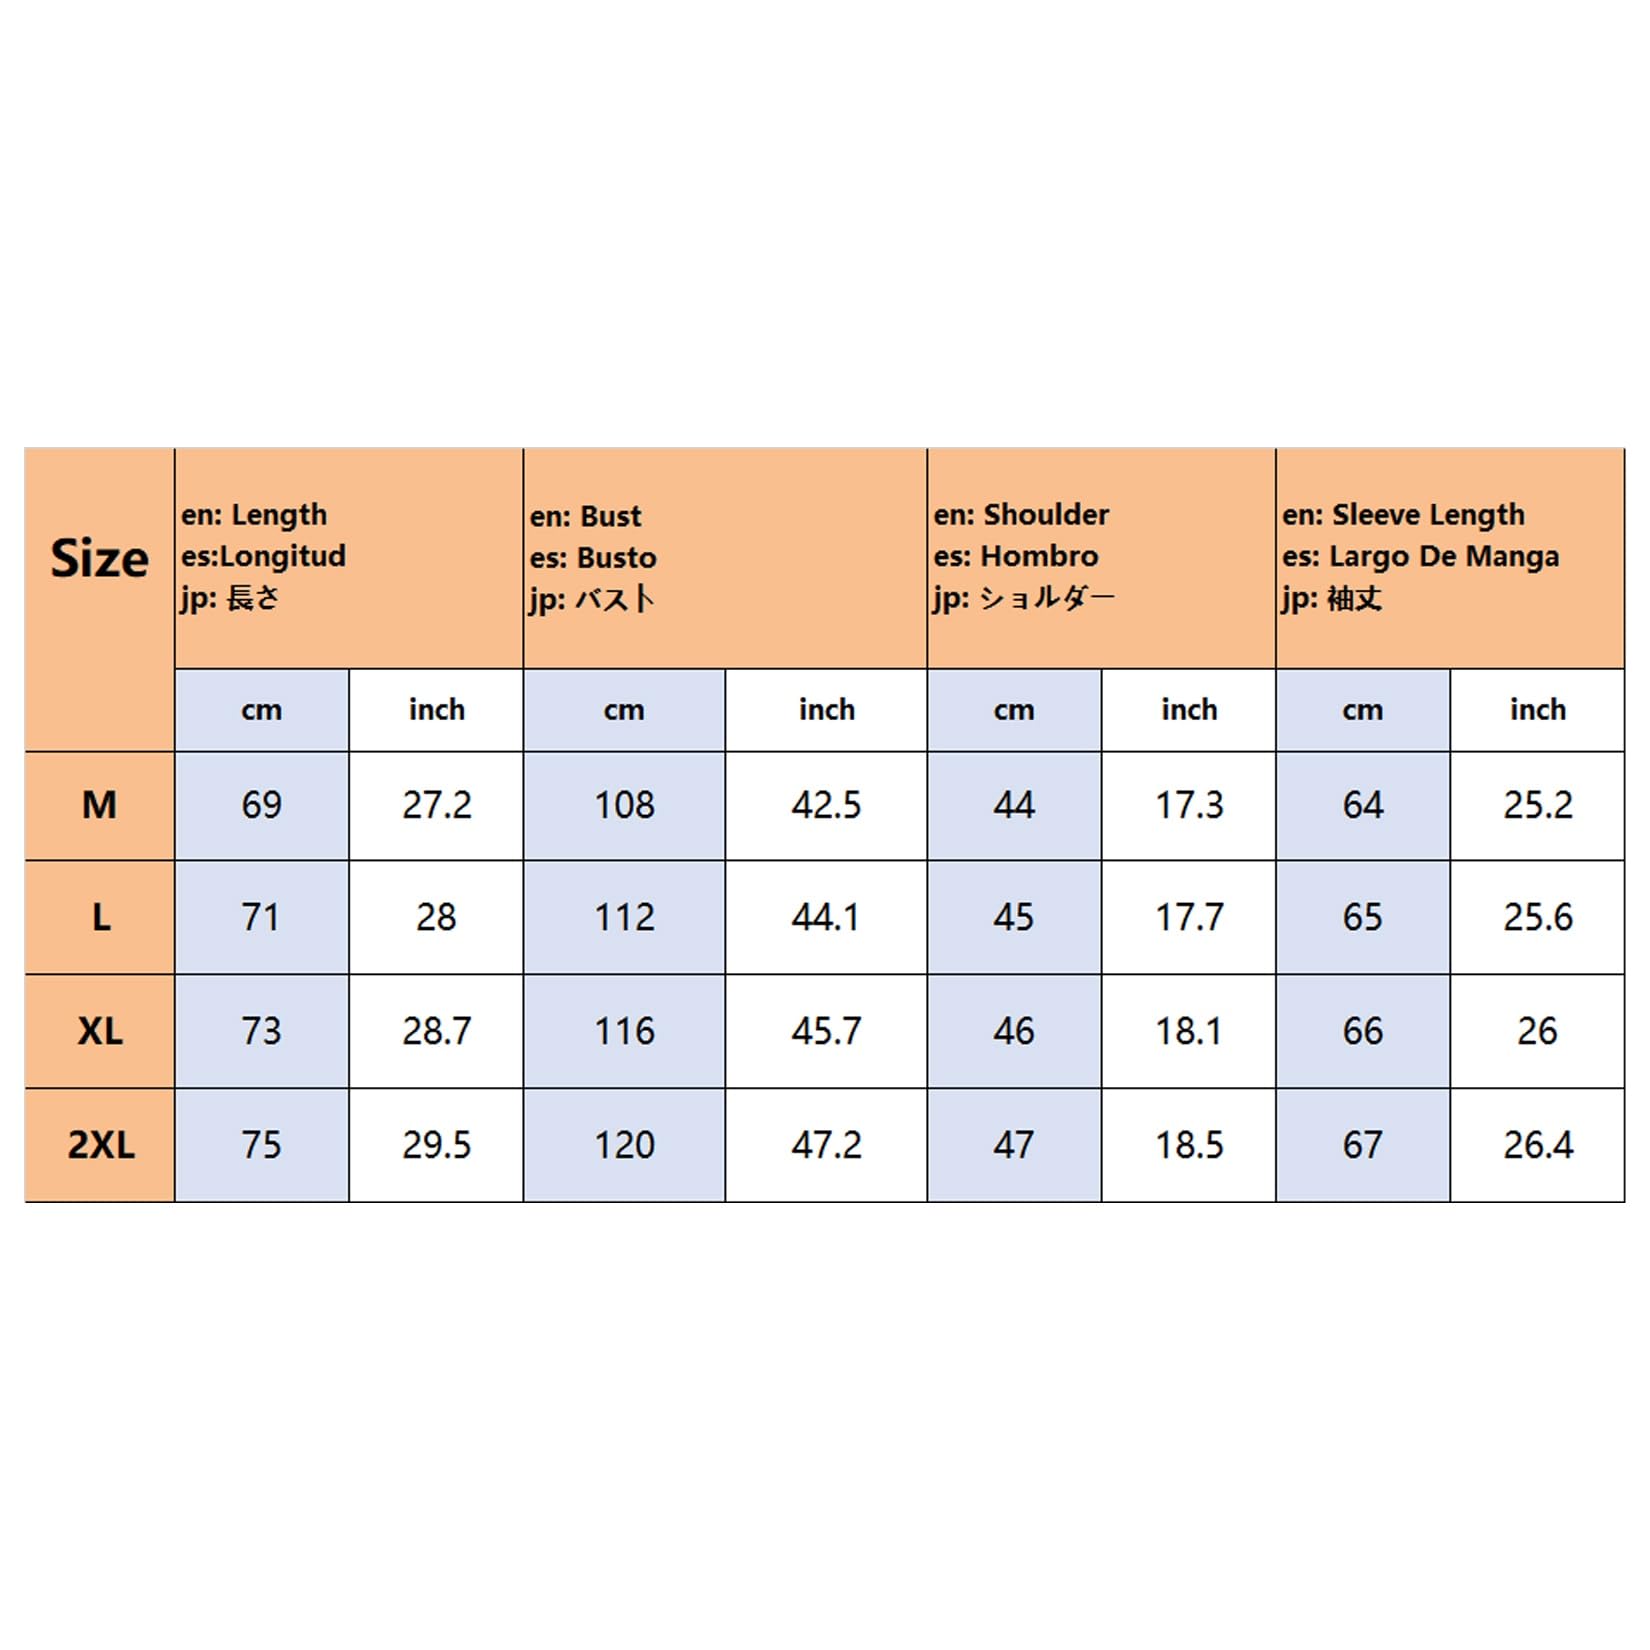 Size
en: Length
es:Longitud
jp: 長さ
en: Bust
es: Busto
jp: バスト
en: Shoulder
es: Hombro
jp: ショルダー
en: Sleeve Length
es: Largo De Manga
jp: 袖丈
cm inch cm inch cm inch cm inch
M 69 27.2 108 42.5 44 17.3 64 25.2
L 71 28 112 44.1 45 17.7 65 25.6
XL 73 28.7 116 45.7 46 18.1 66 26
2XL 75 29.5 120 47.2 47 18.5 67 26.4